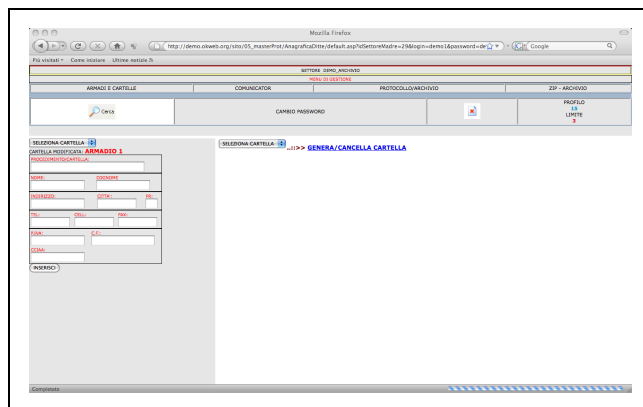 Mozilla Firefox
http://demo.okweb.org/sito/05_masterProt/AnagraficaDitte/default.asp?idSettoreMadre=29&login=demo1&password=de
Google
Più visitati Come iniziare Ultime notizie
SETTORE DEMO_ARCHIVIO
MENU DI GESTIONE
ARMADI E CARTELLE COMUNICATOR PROTOCOLLO/ARCHIVIO ZIP - ARCHIVIO
Cerca CAMBIO PASSWORD
PROFILO
15
LIMITE
3
SELEZIONA CARTELLA SELEZIONA CARTELLA ..::>> GENERA/CANCELLA CARTELLA
CARTELLA MODIFICATA: ARMADIO 1
PROCEDIMENTO/CARTELLA:
NOME: COGNOME
INDIRIZZO: CITTA': PR:
TEL: CELL: FAX:
P.IVA: C.F.:
CCIAA:
INSERISCI
Completato